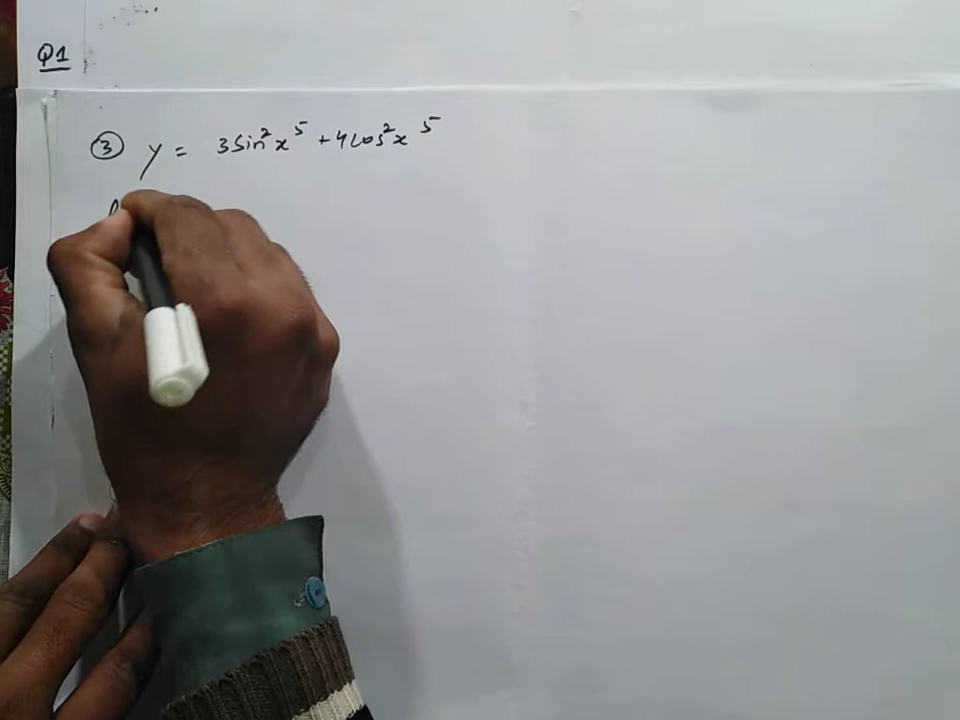 Q1
③ y = 3Sin²x⁵ + 4Cos²x⁵